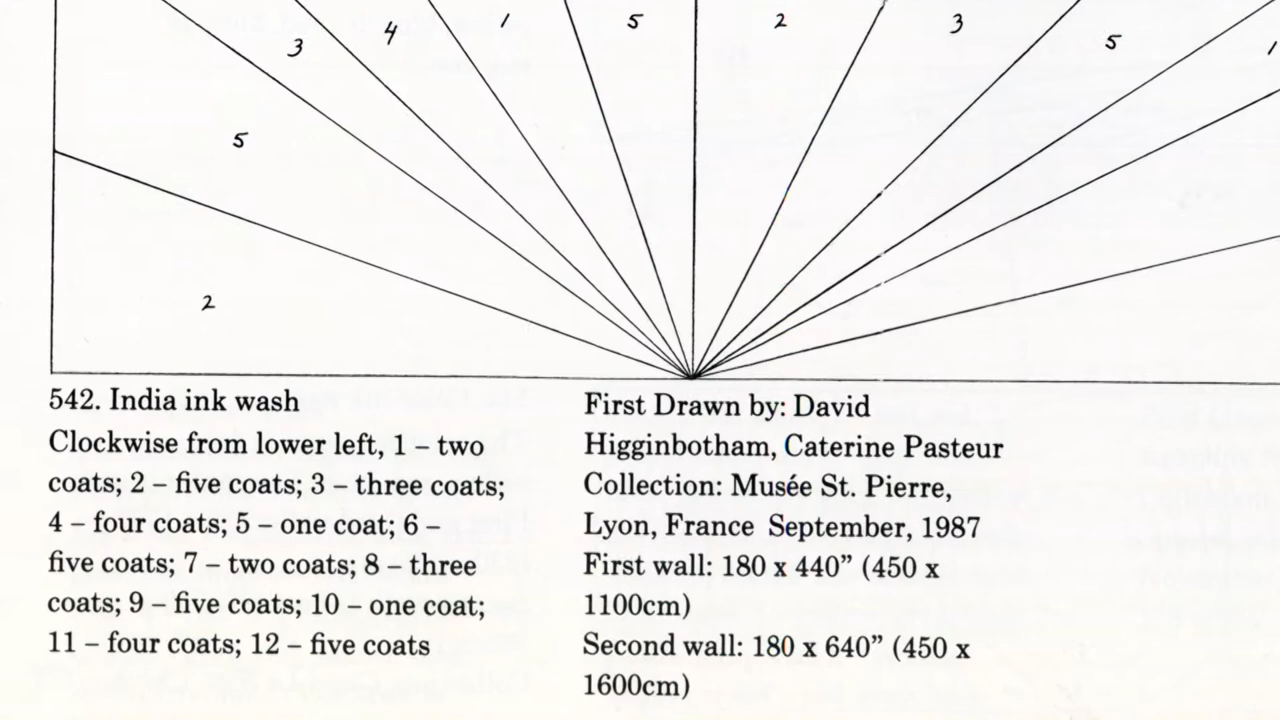 3 4 1 5 2 3 5 1
5
2
542. India ink wash
Clockwise from lower left, 1 – two
coats; 2 – five coats; 3 – three coats;
4 – four coats; 5 – one coat; 6 –
five coats; 7 – two coats; 8 – three
coats; 9 – five coats; 10 – one coat;
11 – four coats; 12 – five coats
First Drawn by: David
Higginbotham, Caterine Pasteur
Collection: Musée St. Pierre,
Lyon, France September, 1987
First wall: 180 x 440” (450 x
1100cm)
Second wall: 180 x 640” (450 x
1600cm)